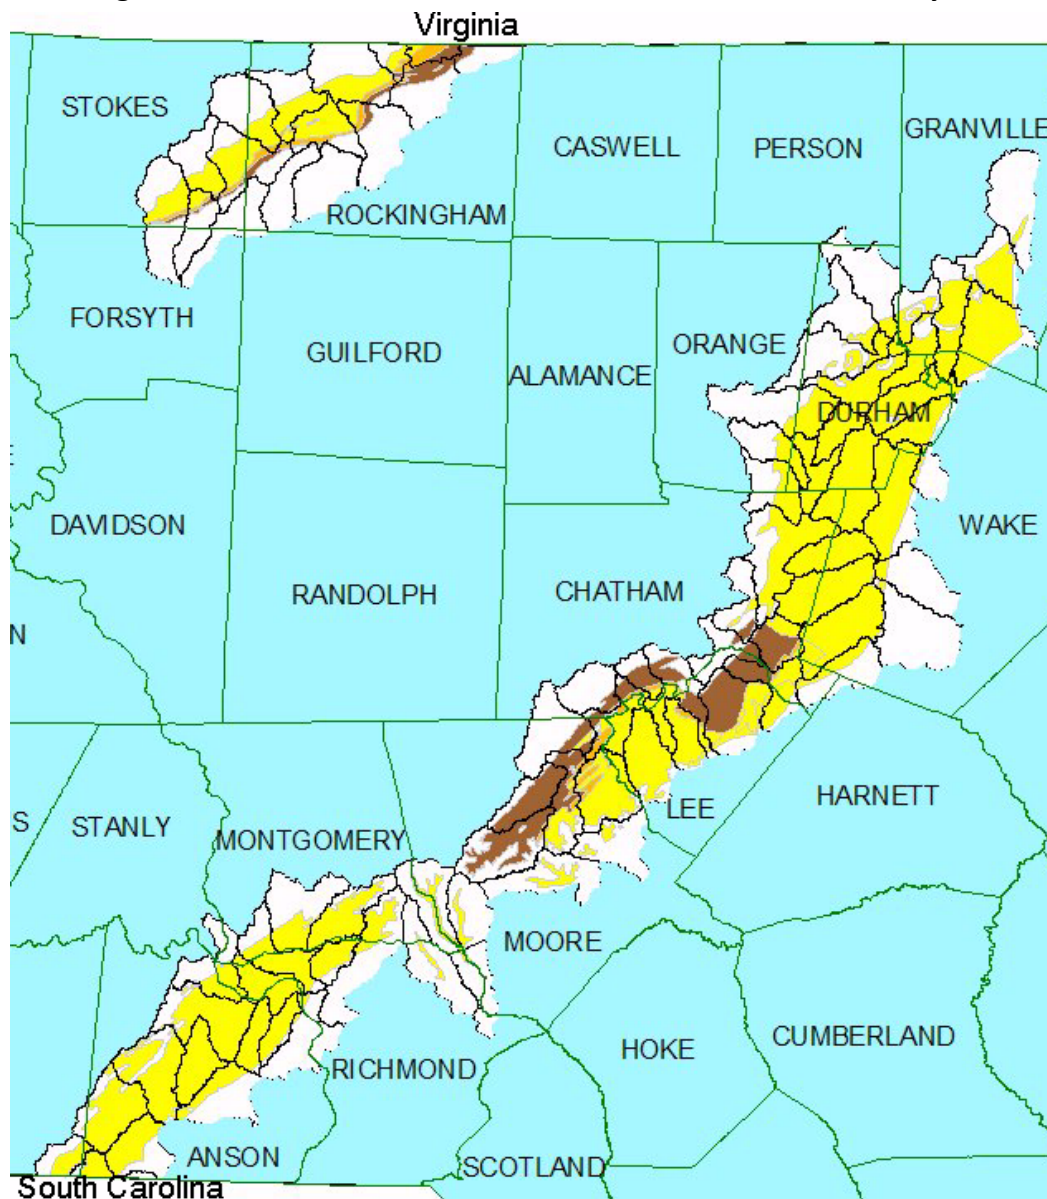 Virginia
STOKES
GRANVILLE
CASWELL
PERSON
ROCKINGHAM
FORSYTH
GUILFORD
ORANGE
ALAMANCE
DURHAM
DAVIDSON
WAKE
RANDOLPH
CHATHAM
N
S
STANLY
MONTGOMERY
LEE
HARNETT
MOORE
HOKE
CUMBERLAND
RICHMOND
ANSON
SCOTLAND
South Carolina